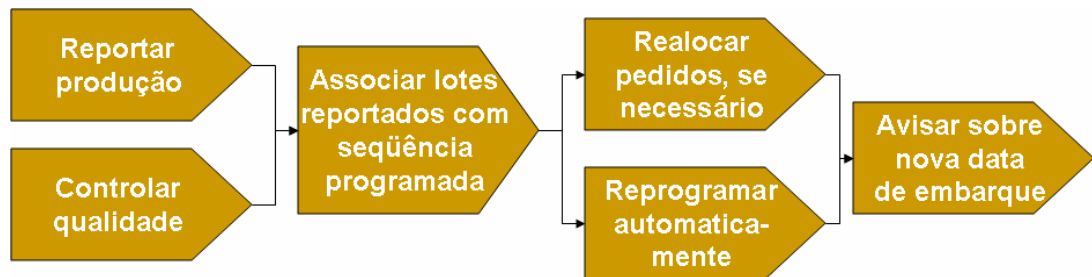 Reportar
produção
Controlar
qualidade
Associar lotes
reportados com
seqüência
programada
Realocar
pedidos, se
necessário
Reprogramar
automatica-
mente
Avisar sobre
nova data
de embarque